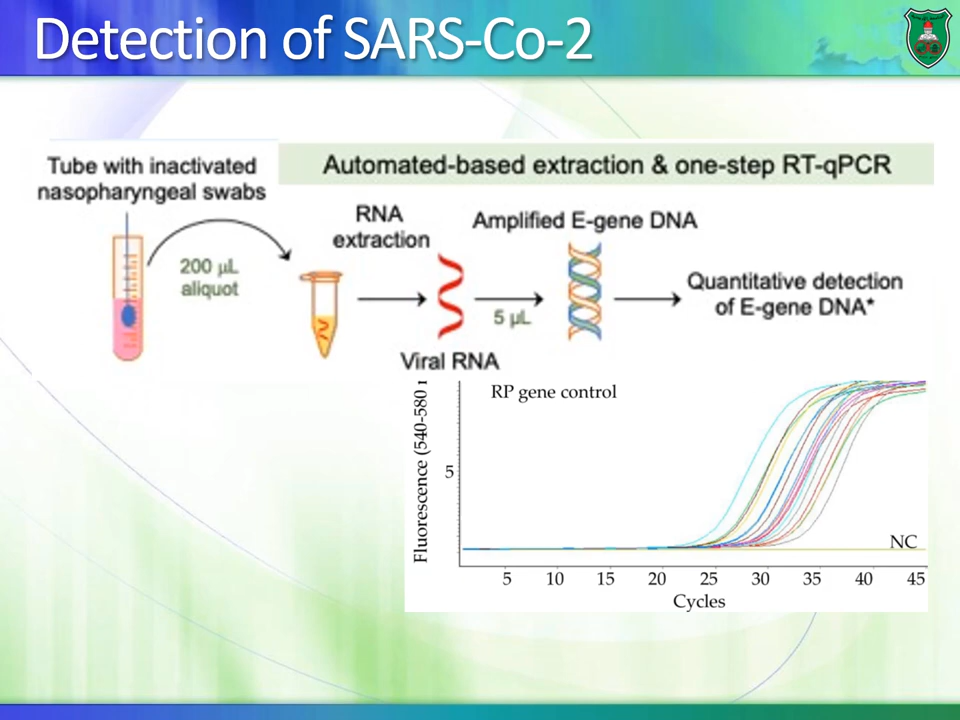 Detection of SARS-Co-2
Tube with inactivated
nasopharyngeal swabs
Automated-based extraction & one-step RT-qPCR
200 µL
aliquot
RNA
extraction
Viral RNA
5 µL
Amplified E-gene DNA
Quantitative detection
of E-gene DNA*
Fluorescence (540-580
RP gene control
5
NC
5 10 15 20 25 30 35 40 45
Cycles